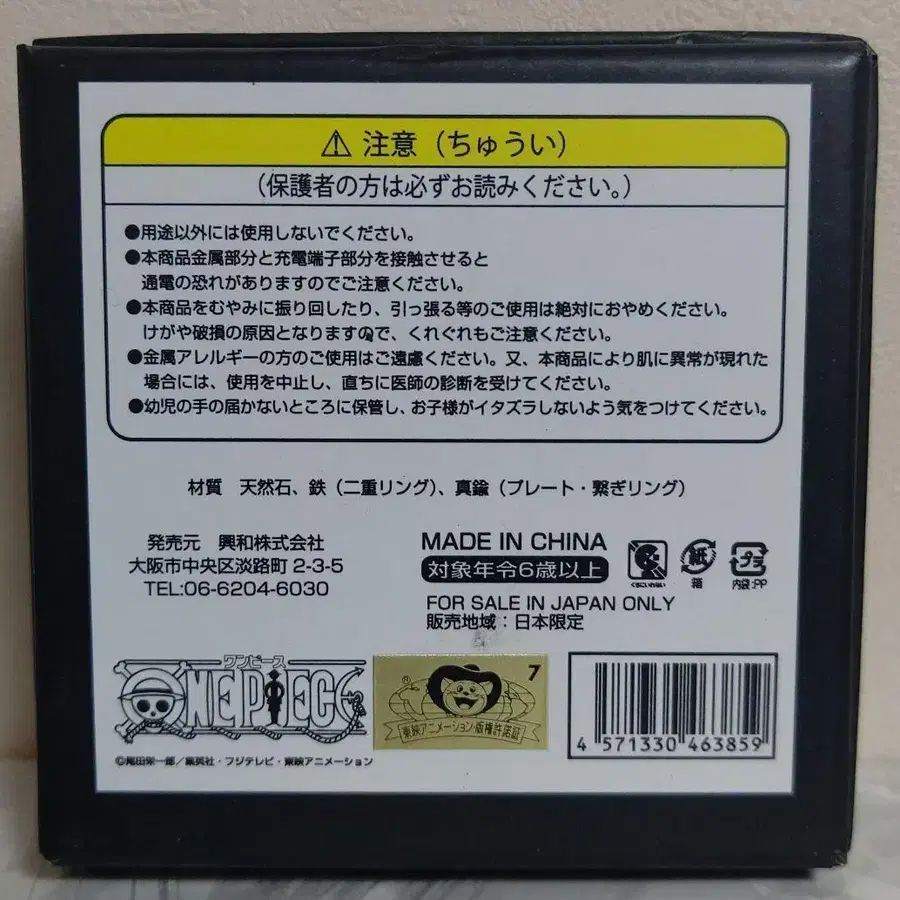 ⚠ 注意（ちゅうい）
（保護者の方は必ずお読みください。）
●用途以外には使用しないでください。
●本商品金属部分と充電端子部分を接触させると
通電の恐れがありますのでご注意ください。
●本商品をむやみに振り回したり、引っ張る等のご使用は絶対におやめください。
けがや破損の原因となりますので、くれぐれもご注意ください。
●金属アレルギーの方のご使用はご遠慮ください。又、本商品により肌に異常が現れた
場合には、使用を中止し、直ちに医師の診断を受けてください。
●幼児の手の届かないところに保管し、お子様がイタズラしないよう気をつけてください。
材質　天然石、鉄（二重リング）、真鍮（プレート・繋ぎリング）
発売元　興和株式会社
大阪市中央区淡路町 2-3-5
TEL:06-6204-6030
MADE IN CHINA
対象年令6歳以上
くちにいれない
紙
箱
プラ
内袋:PP
FOR SALE IN JAPAN ONLY
販売地域：日本限定
ワンピース
ONE PIECE
©尾田栄一郎／集英社・フジテレビ・東映アニメーション
7
®
東映アニメーション・版権許諾証
4 571330 463859